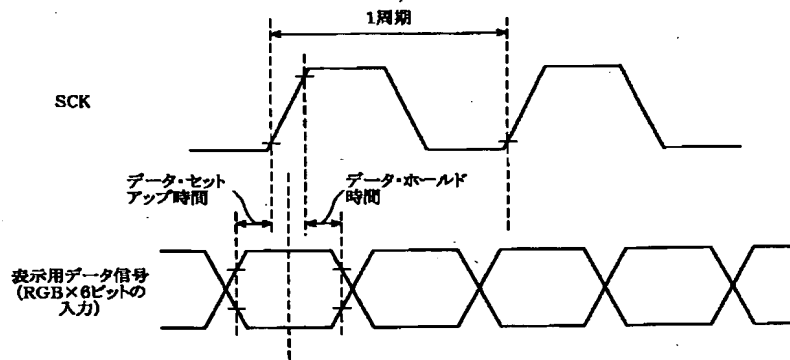 1周期
SCK
データ・セット
アップ時間
データ・ホールド
時間
表示用データ信号
(RGB×6ビットの
入力)